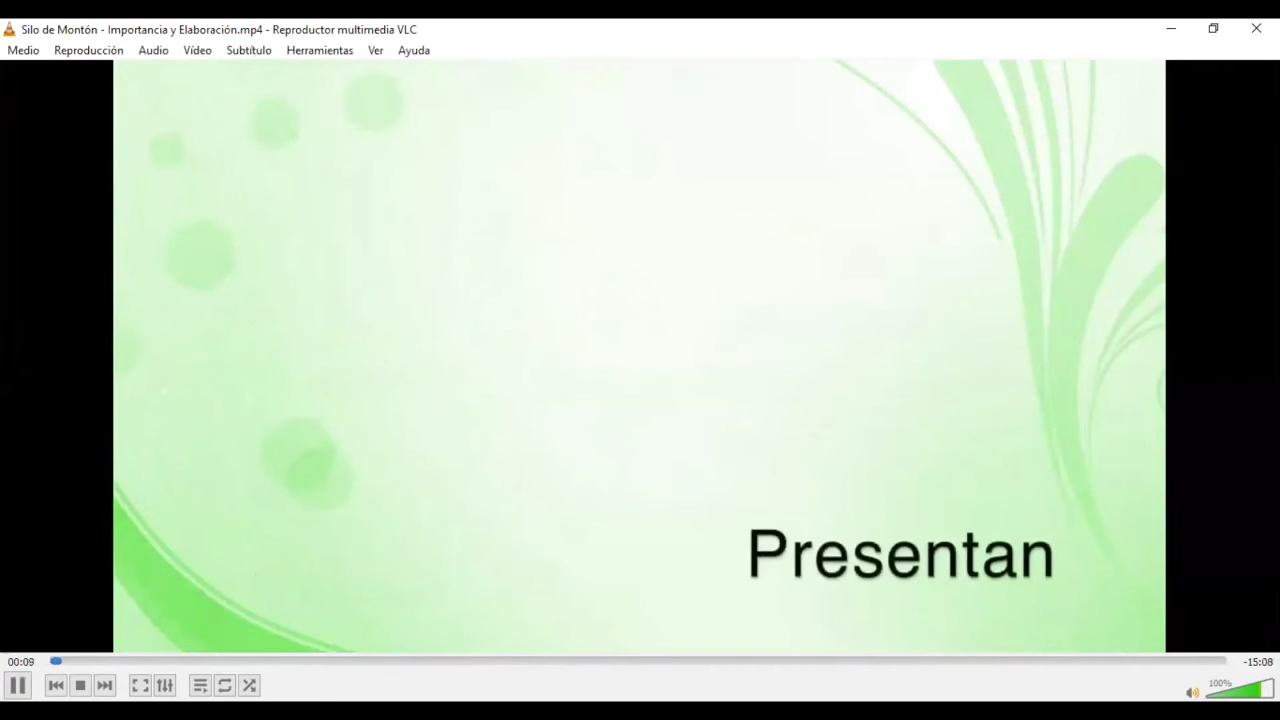 Silo de Montón - Importancia y Elaboración.mp4 - Reproductor multimedia VLC
Medio Reproducción Audio Vídeo Subtítulo Herramientas Ver Ayuda
Presentan
00:09 -15:08
100%